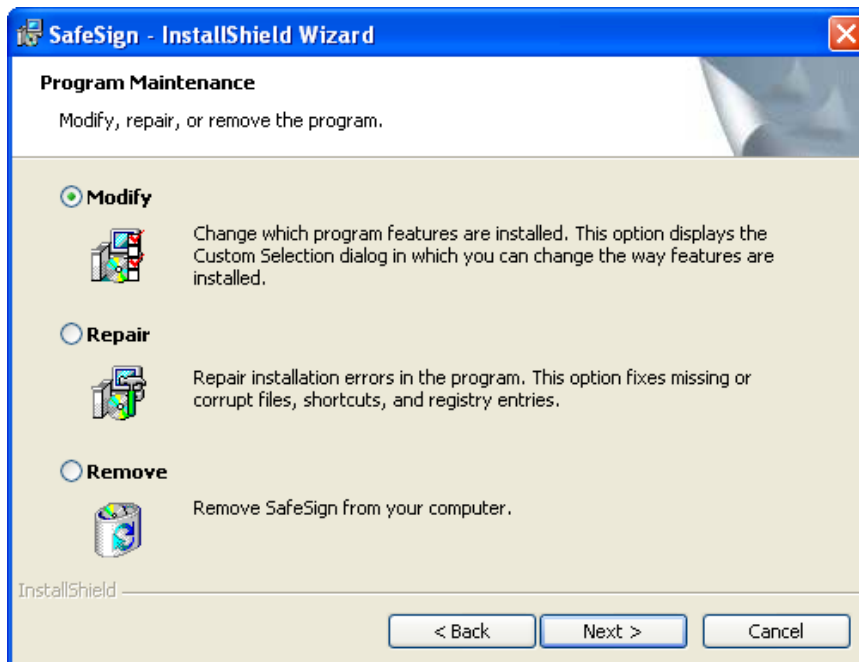 SafeSign - InstallShield Wizard
Program Maintenance
Modify, repair, or remove the program.
Modify
Change which program features are installed. This option displays the
Custom Selection dialog in which you can change the way features are
installed.
Repair
Repair installation errors in the program. This option fixes missing or
corrupt files, shortcuts, and registry entries.
Remove
Remove SafeSign from your computer.
InstallShield
< Back
Next >
Cancel